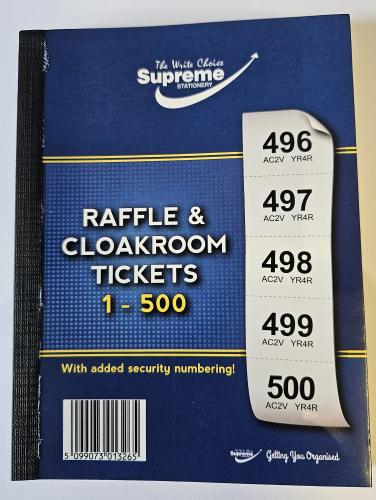 The Write Choice
Supreme
STATIONERY
496
AC2V YR4R
497
AC2V YR4R
498
AC2V YR4R
499
AC2V YR4R
500
AC2V YR4R
RAFFLE &
CLOAKROOM
TICKETS
1 - 500
With added security numbering!
5 099073 013265
Supreme
Getting You Organised